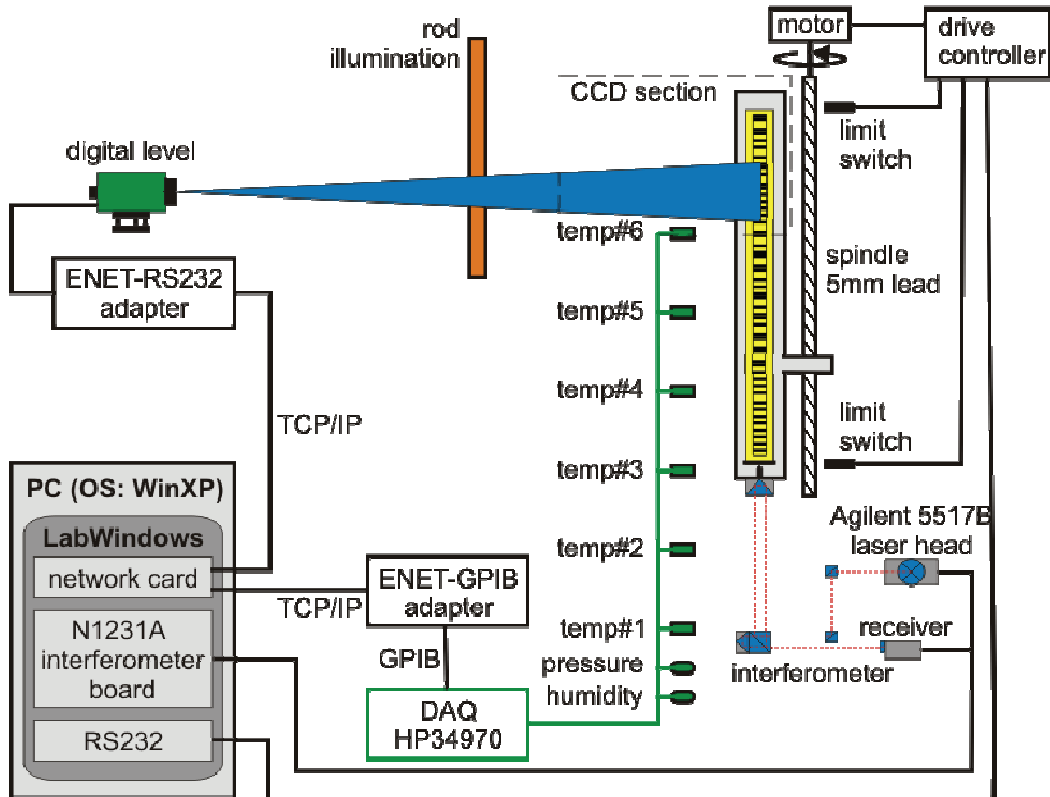 rod
illumination
motor
drive
controller
CCD section
limit
switch
digital level
temp#6
ENET-RS232
adapter
spindle
5mm lead
temp#5
temp#4
TCP/IP
limit
switch
temp#3
PC (OS: WinXP)
LabWindows
network card
N1231A
interferometer
board
RS232
TCP/IP
ENET-GPIB
adapter
GPIB
DAQ
HP34970
temp#2
temp#1
pressure
humidity
Agilent 5517B
laser head
receiver
interferometer